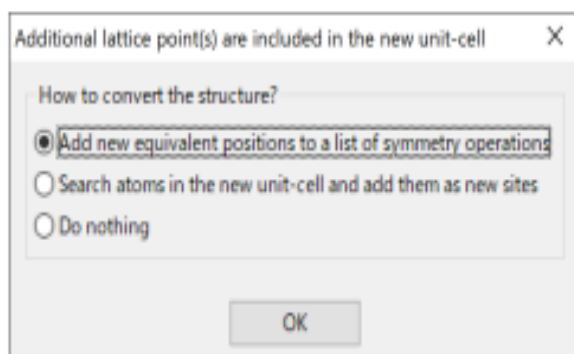 Additional lattice point(s) are included in the new unit-cell
How to convert the structure?
Add new equivalent positions to a list of symmetry operations
Search atoms in the new unit-cell and add them as new sites
Do nothing
OK